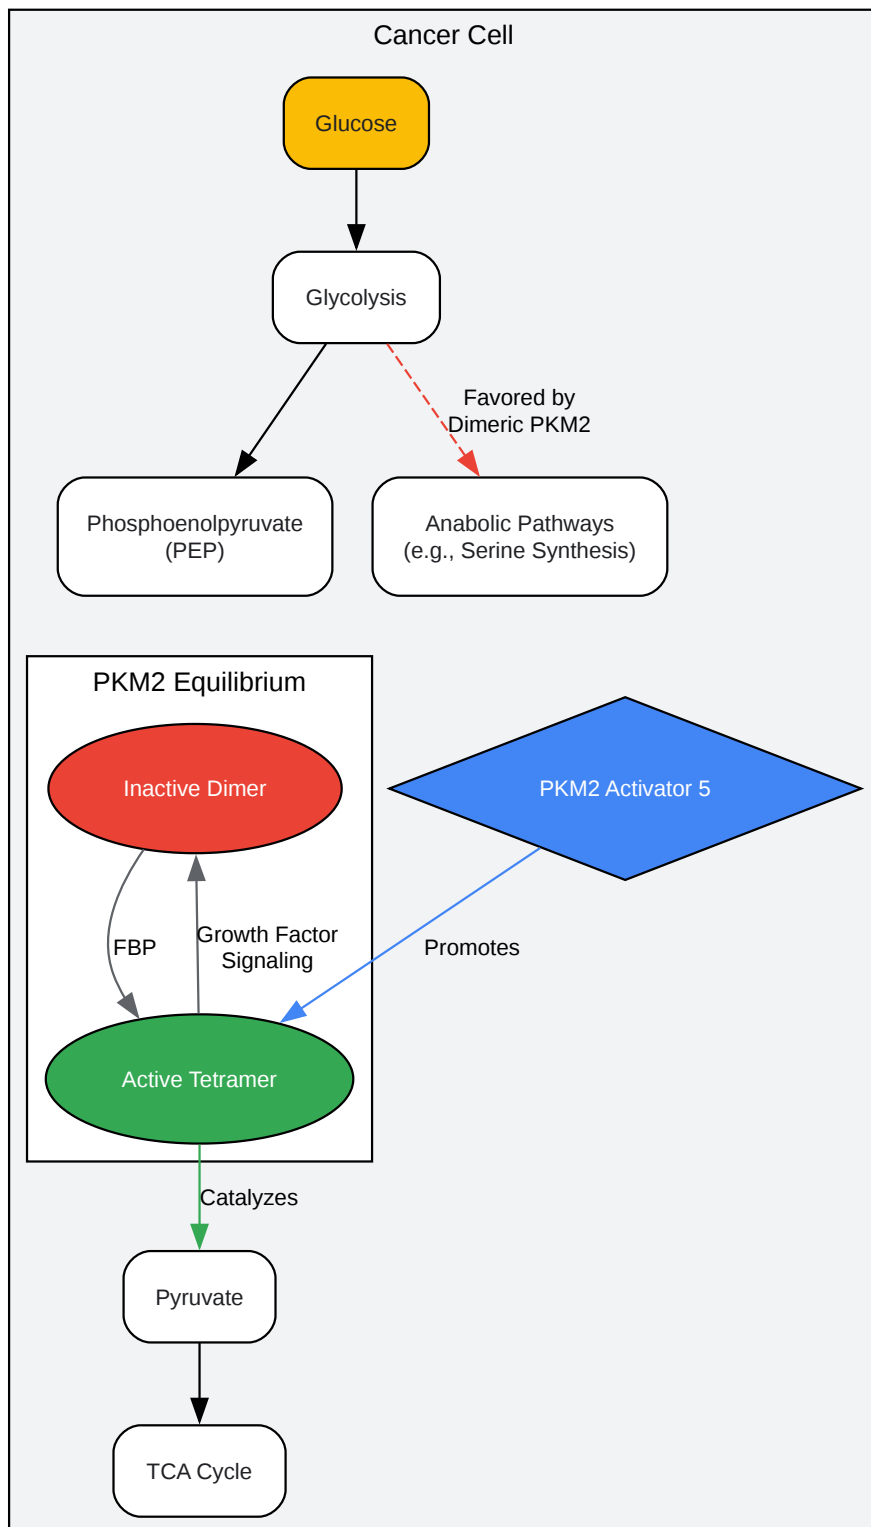 Cancer Cell
Glucose
Glycolysis
Favored by
Dimeric PKM2
Phosphoenolpyruvate
(PEP)
Anabolic Pathways
(e.g., Serine Synthesis)
PKM2 Equilibrium
Inactive Dimer
PKM2 Activator 5
FBP
Growth Factor
Signaling
Promotes
Active Tetramer
Catalyzes
Pyruvate
TCA Cycle